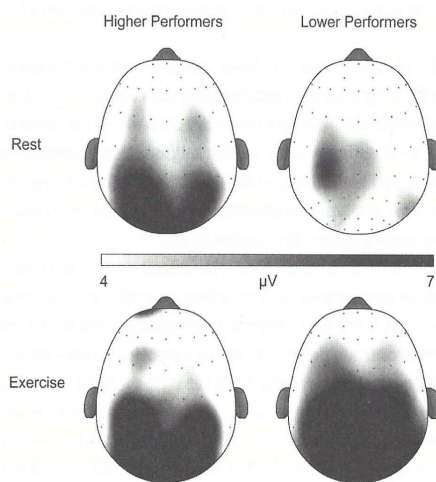 Higher Performers
Lower Performers
Rest
4
µV
7
Exercise